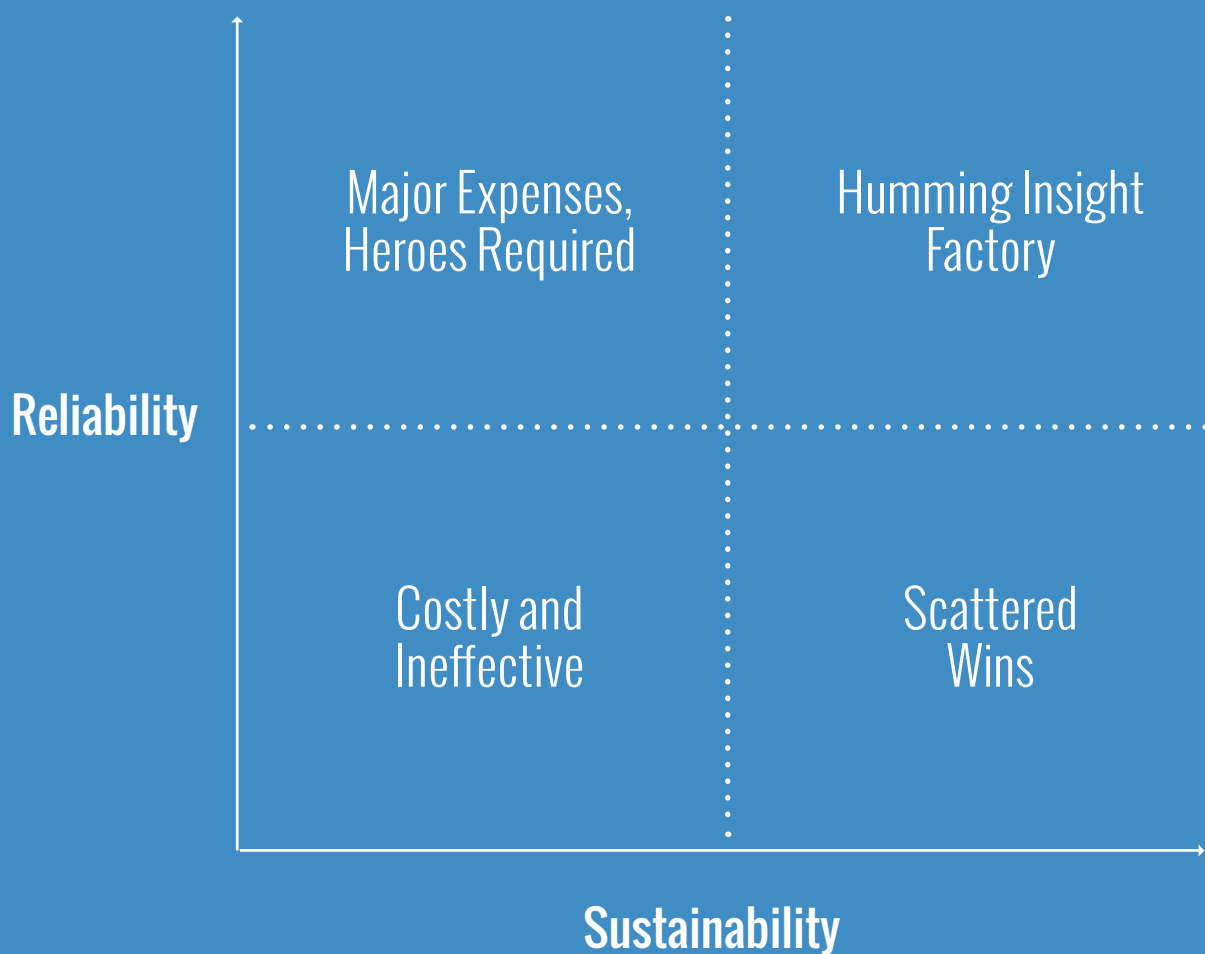 Major Expenses,
Heroes Required
Humming Insight
Factory
Reliability
Costly and
Ineffective
Scattered
Wins
Sustainability